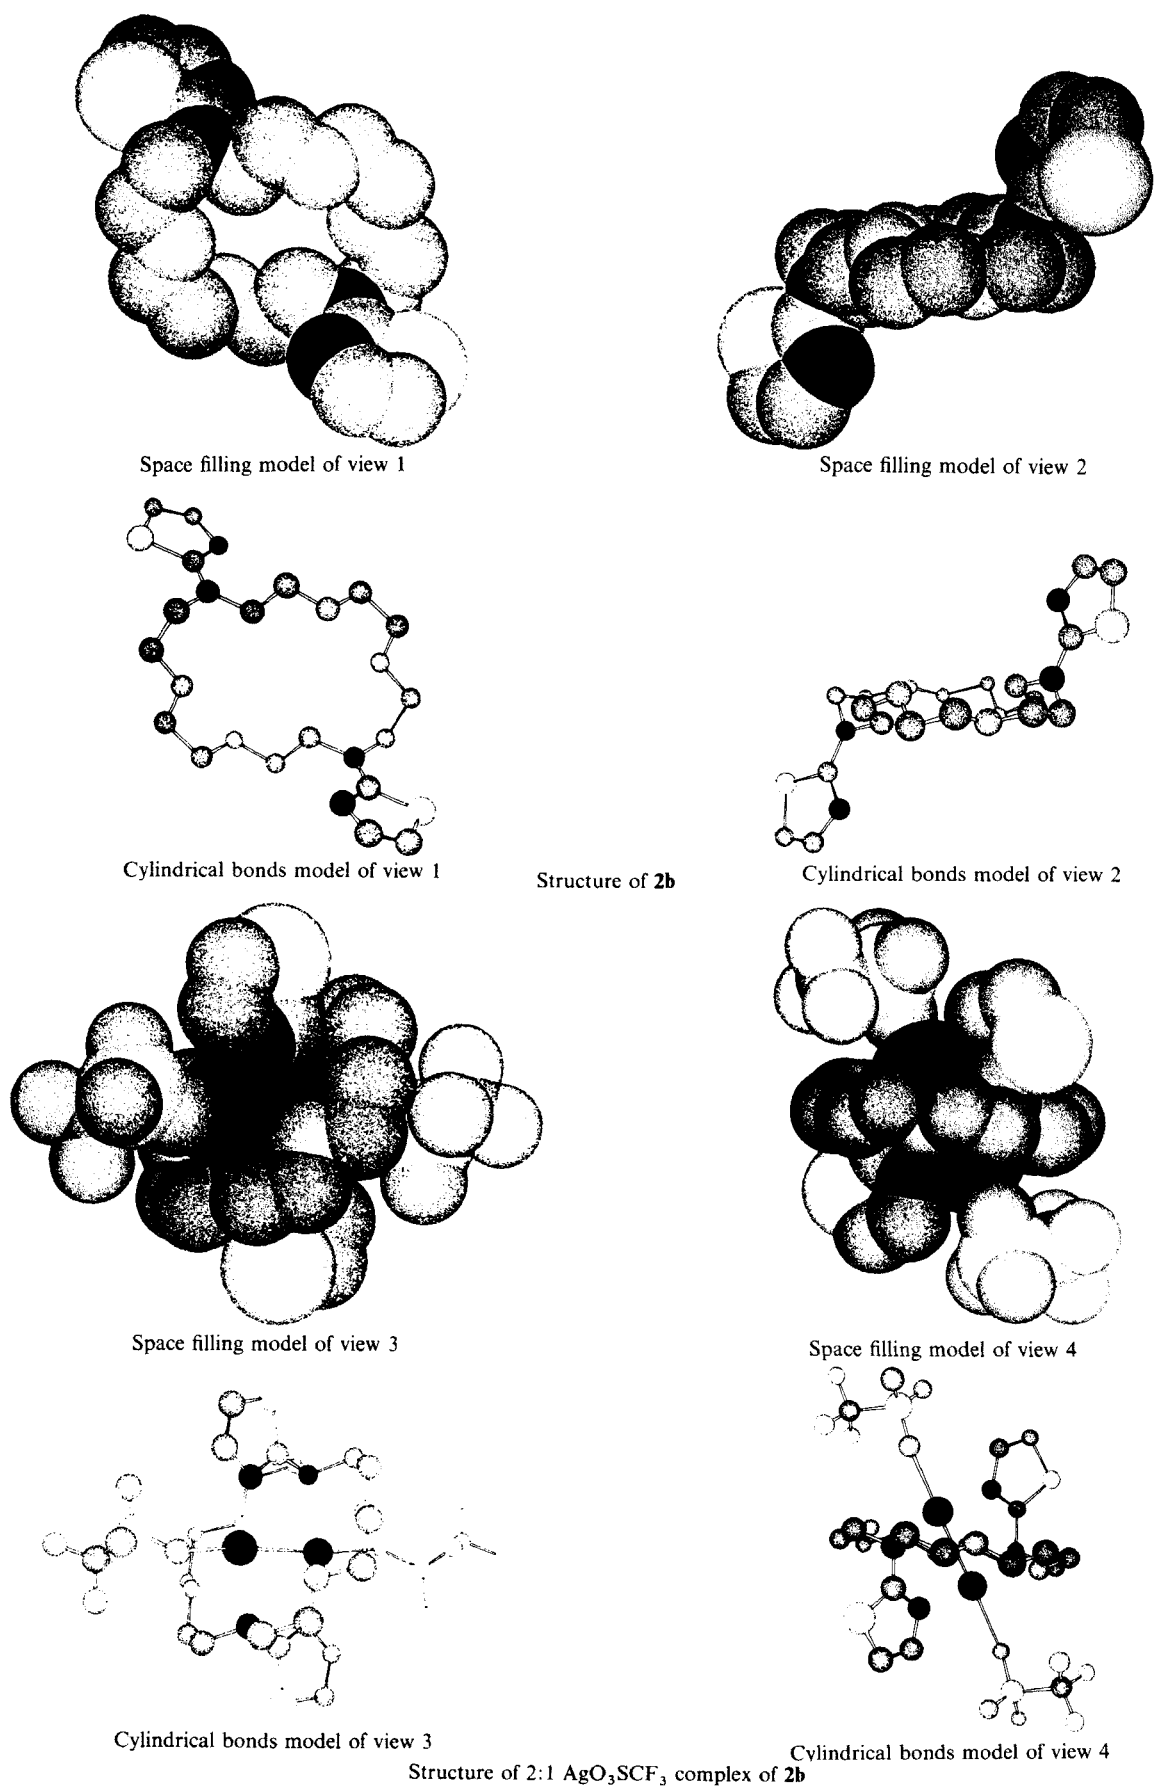 Space filling model of view 1
Space filling model of view 2
Cylindrical bonds model of view 1
Cylindrical bonds model of view 2
Structure of 2b
Space filling model of view 3
Space filling model of view 4
Cylindrical bonds model of view 3
Cylindrical bonds model of view 4
Structure of 2:1 AgO₃SCF₃ complex of 2b